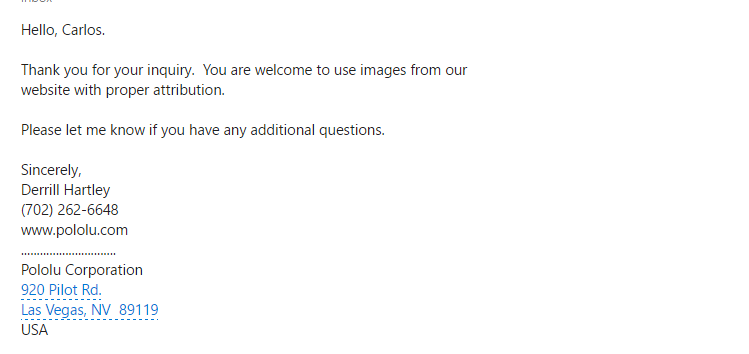 Hello, Carlos.
Thank you for your inquiry.  You are welcome to use images from our
website with proper attribution.
Please let me know if you have any additional questions.
Sincerely,
Derrill Hartley
(702) 262-6648
www.pololu.com
..............................
Pololu Corporation
920 Pilot Rd.
Las Vegas, NV  89119
USA